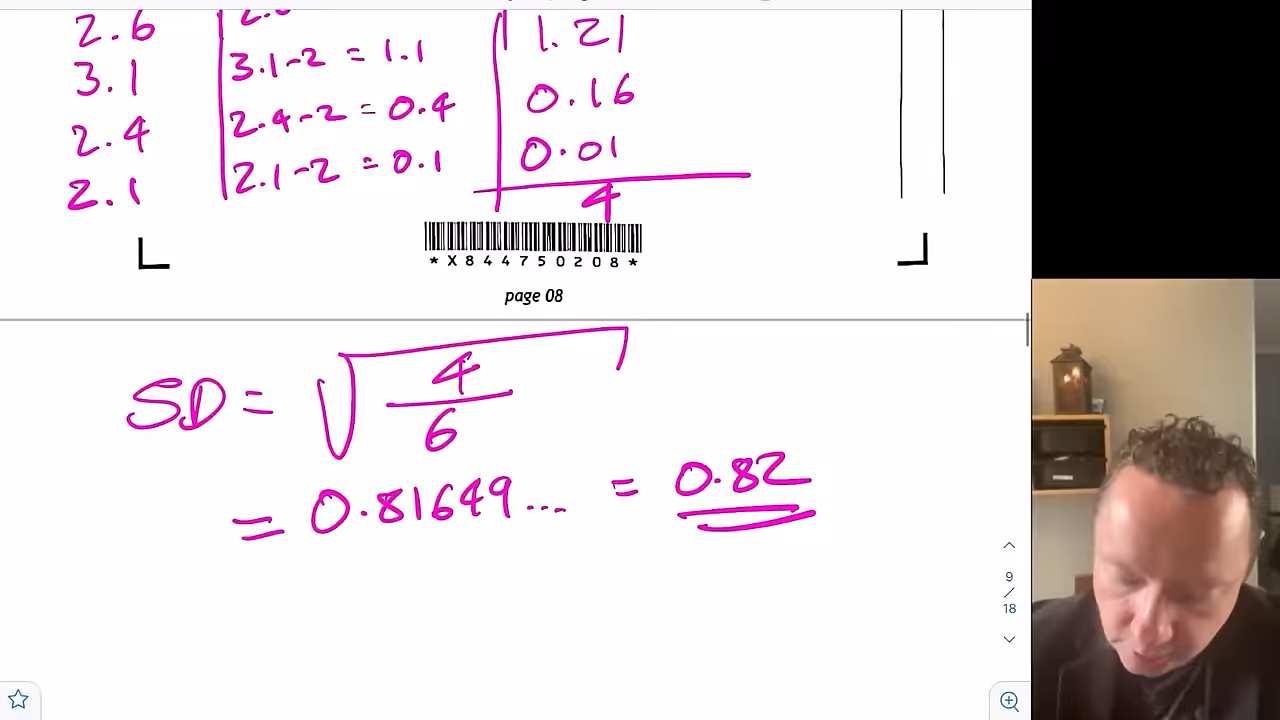 2.6 1.21
3.1 3.1-2 = 1.1
2.4 2.4-2 = 0.4 0.16
2.1 2.1-2 = 0.1 0.01
4
*X844750208*
page 08
SD = √4/6
= 0.81649... = 0.82
9
/
18